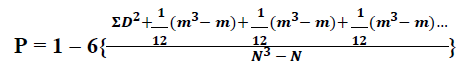 P = 1 – 6{ΣD²+1/12(m³– m)+1/12(m³– m)+1/12(m³– m)…/N³ – N}